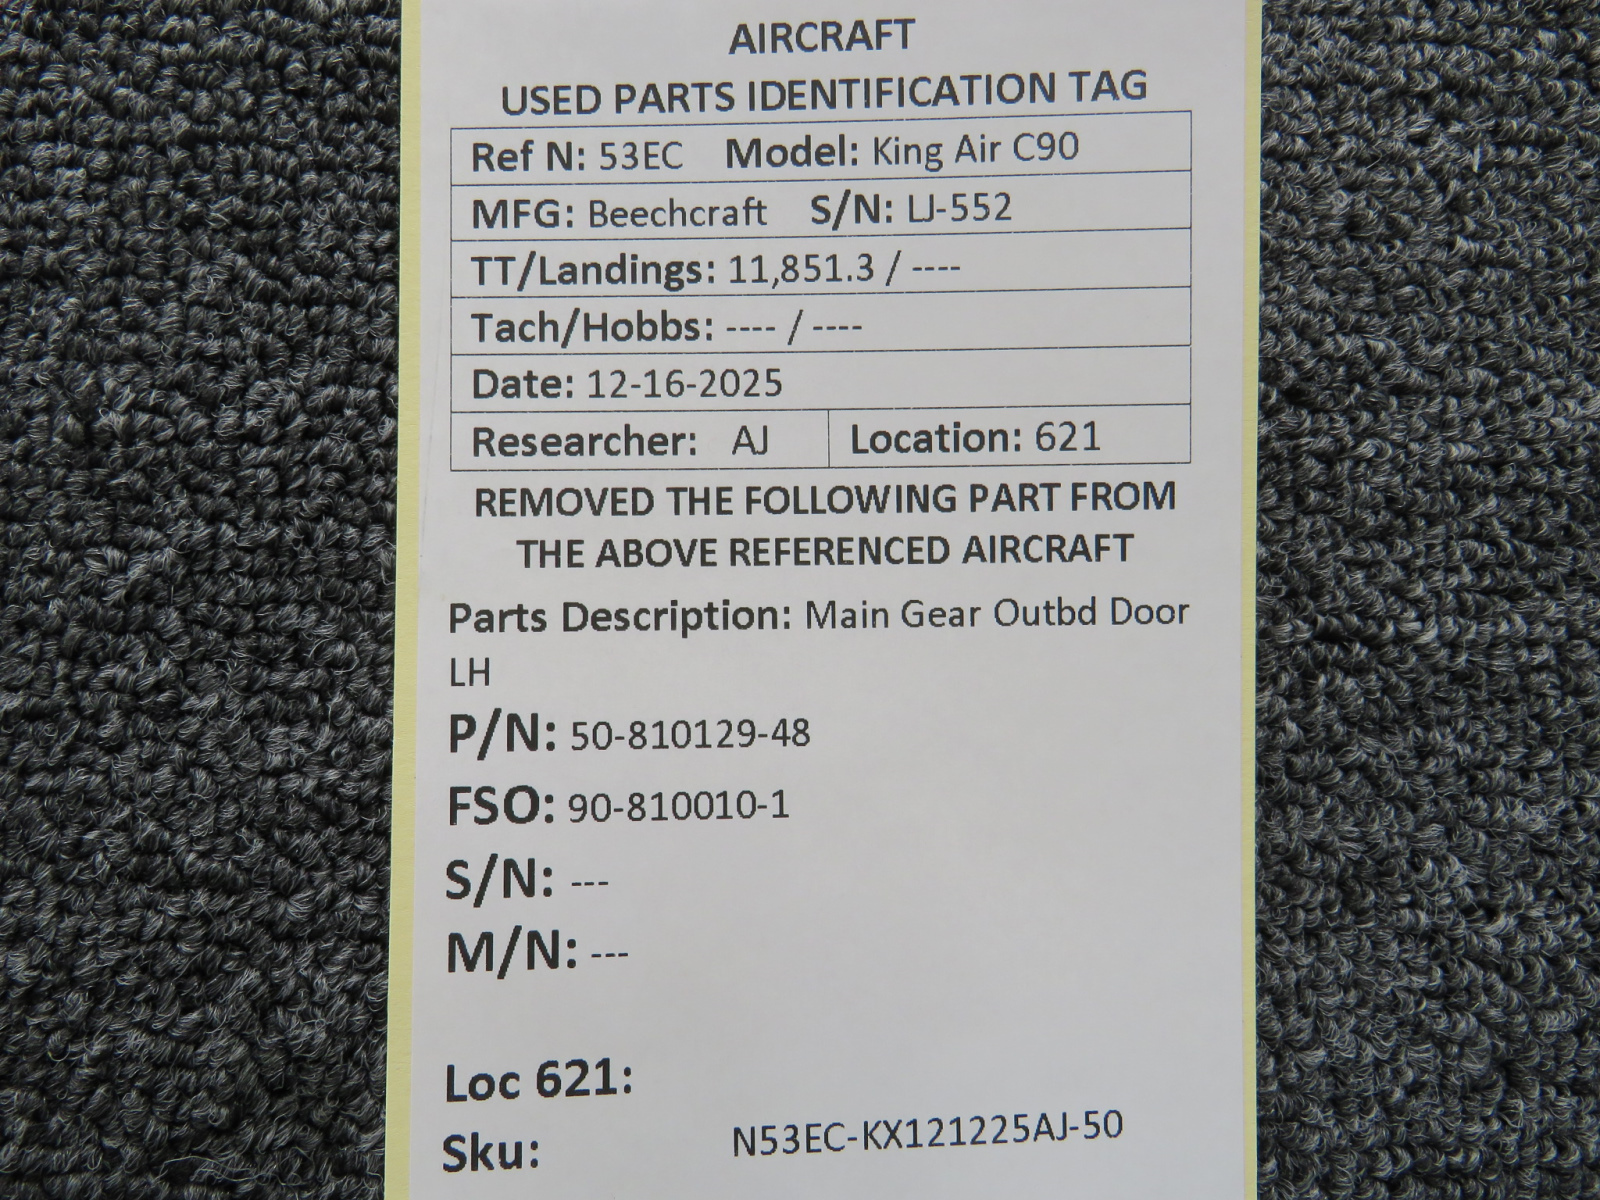 AIRCRAFT
USED PARTS IDENTIFICATION TAG
Ref N: 53EC Model: King Air C90
MFG: Beechcraft S/N: LJ-552
TT/Landings: 11,851.3 / ----
Tach/Hobbs: ---- / ----
Date: 12-16-2025
Researcher: AJ Location: 621
REMOVED THE FOLLOWING PART FROM
THE ABOVE REFERENCED AIRCRAFT
Parts Description: Main Gear Outbd Door
LH
P/N: 50-810129-48
FSO: 90-810010-1
S/N: ---
M/N: ---
Loc 621:
Sku: N53EC-KX121225AJ-50